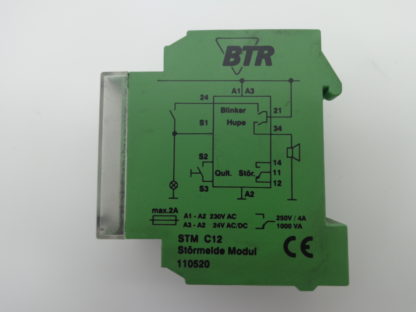 BTR
A1 A3
24
Blinker
21
Hupe
S1
34
S2
14
Quit. Stör.
11
S3
12
A2
max.2A
A1 - A2 230V AC
250V / 4A
A3 - A2 24V AC/DC
1000 VA
STM C12
Störmelde Modul
110520
CE